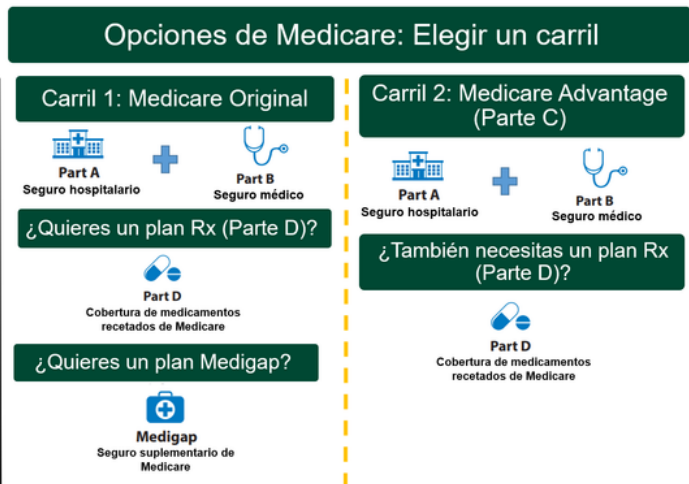 Opciones de Medicare: Elegir un carril
Carril 1: Medicare Original
Part A
Seguro hospitalario
Part B
Seguro médico
¿Quieres un plan Rx (Parte D)?
Part D
Cobertura de medicamentos
recetados de Medicare
¿Quieres un plan Medigap?
Medigap
Seguro suplementario de
Medicare
Carril 2: Medicare Advantage
(Parte C)
Part A
Seguro hospitalario
Part B
Seguro médico
¿También necesitas un plan Rx
(Parte D)?
Part D
Cobertura de medicamentos
recetados de Medicare